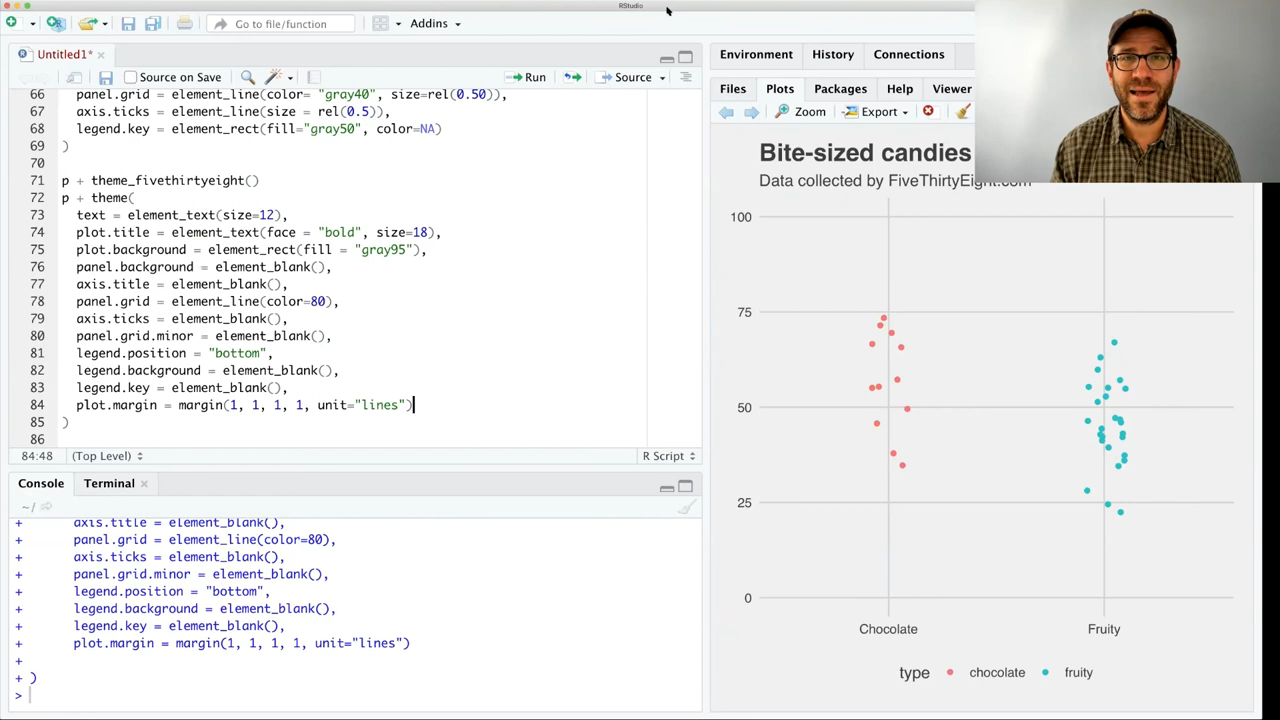 RStudio
Go to file/function
Addins
Untitled1*
Source on Save
Run
Source
66 panel.grid = element_line(color= "gray40", size=rel(0.50)),
67 axis.ticks = element_line(size = rel(0.5)),
68 legend.key = element_rect(fill="gray50", color=NA)
69 )
70
71 p + theme_fivethirtyeight()
72 p + theme(
73 text = element_text(size=12),
74 plot.title = element_text(face = "bold", size=18),
75 plot.background = element_rect(fill = "gray95"),
76 panel.background = element_blank(),
77 axis.title = element_blank(),
78 panel.grid = element_line(color=80),
79 axis.ticks = element_blank(),
80 panel.grid.minor = element_blank(),
81 legend.position = "bottom",
82 legend.background = element_blank(),
83 legend.key = element_blank(),
84 plot.margin = margin(1, 1, 1, 1, unit="lines")
85 )
86
84:48 (Top Level) R Script
Console Terminal
~/
+ axis.title = element_blank(),
+ panel.grid = element_line(color=80),
+ axis.ticks = element_blank(),
+ panel.grid.minor = element_blank(),
+ legend.position = "bottom",
+ legend.background = element_blank(),
+ legend.key = element_blank(),
+ plot.margin = margin(1, 1, 1, 1, unit="lines")
+
+ )
>
Environment History Connections
Files Plots Packages Help Viewer
Zoom Export
Bite-sized candies
Data collected by FiveThirtyEight.com
100
75
50
25
0
Chocolate Fruity
type chocolate fruity